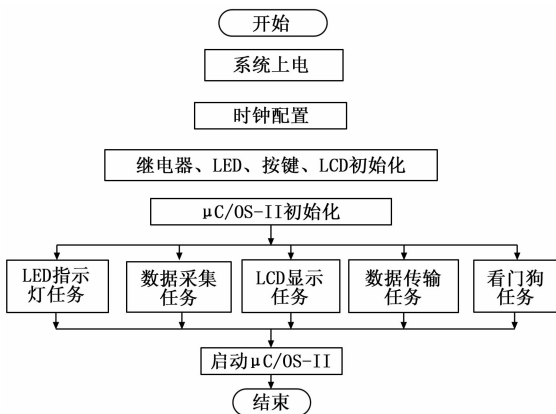 开始
系统上电
时钟配置
继电器、LED、按键、LCD初始化
μC/OS-II初始化
LED指示
灯任务
数据采集
任务
LCD显示
任务
数据传输
任务
看门狗
任务
启动μC/OS-II
结束